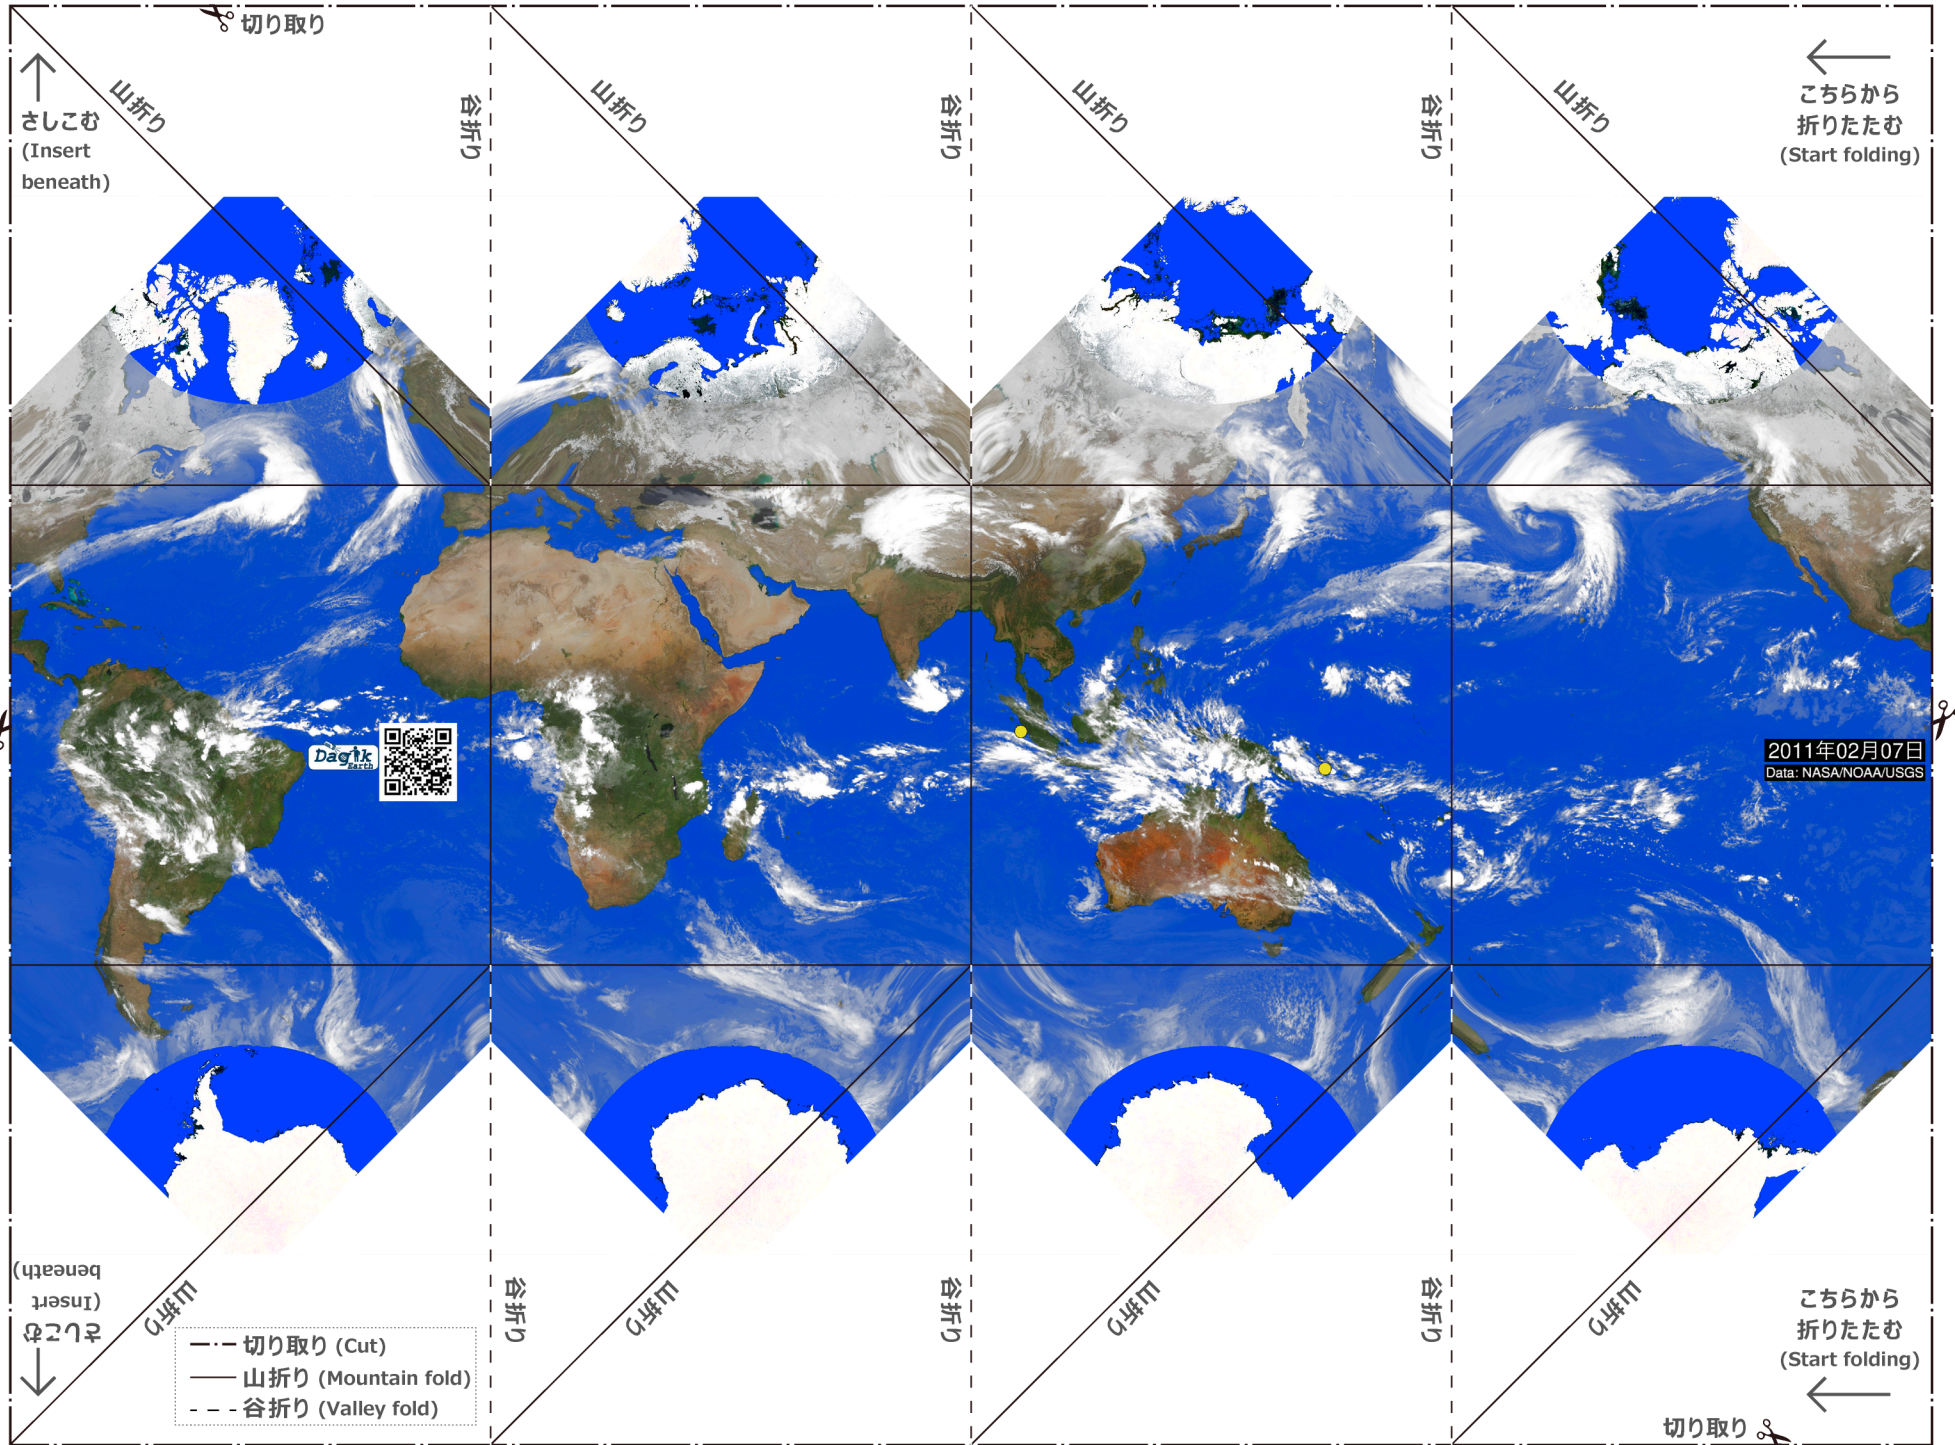 切り取り
さしこむ
(Insert
beneath)
山折り
谷折り
山折り
谷折り
山折り
谷折り
山折り
こちらから
折りたたむ
(Start folding)
Dagik
Earth
2011年02月07日
Data: NASA/NOAA/USGS
さしこむ
(Insert
beneath)
山折り
谷折り
山折り
谷折り
山折り
谷折り
山折り
こちらから
折りたたむ
(Start folding)
切り取り (Cut)
山折り (Mountain fold)
谷折り (Valley fold)
切り取り